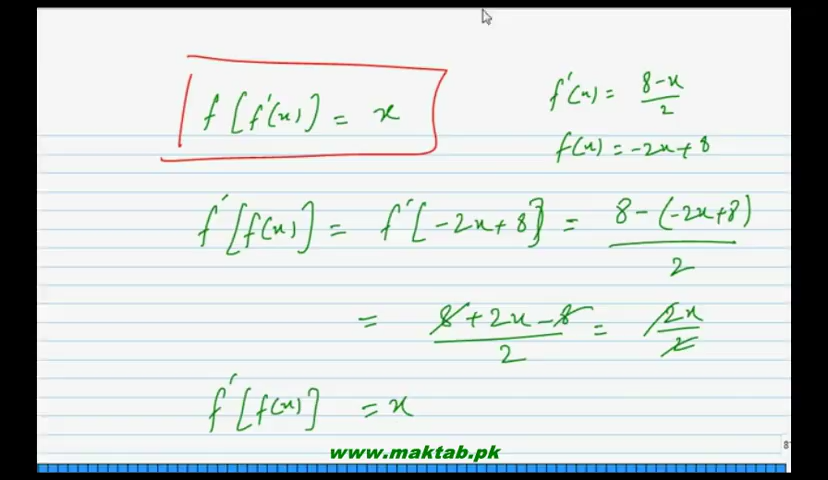 f[f'(x)] = x
f'(x) = 8-x/2
f(x) = -2x+8
f'[f(x)] = f'[-2x+8] = 8-(-2x+8)/2
= 8+2x-8/2 = 2x/2
f'[f(x)] = x
www.maktab.pk